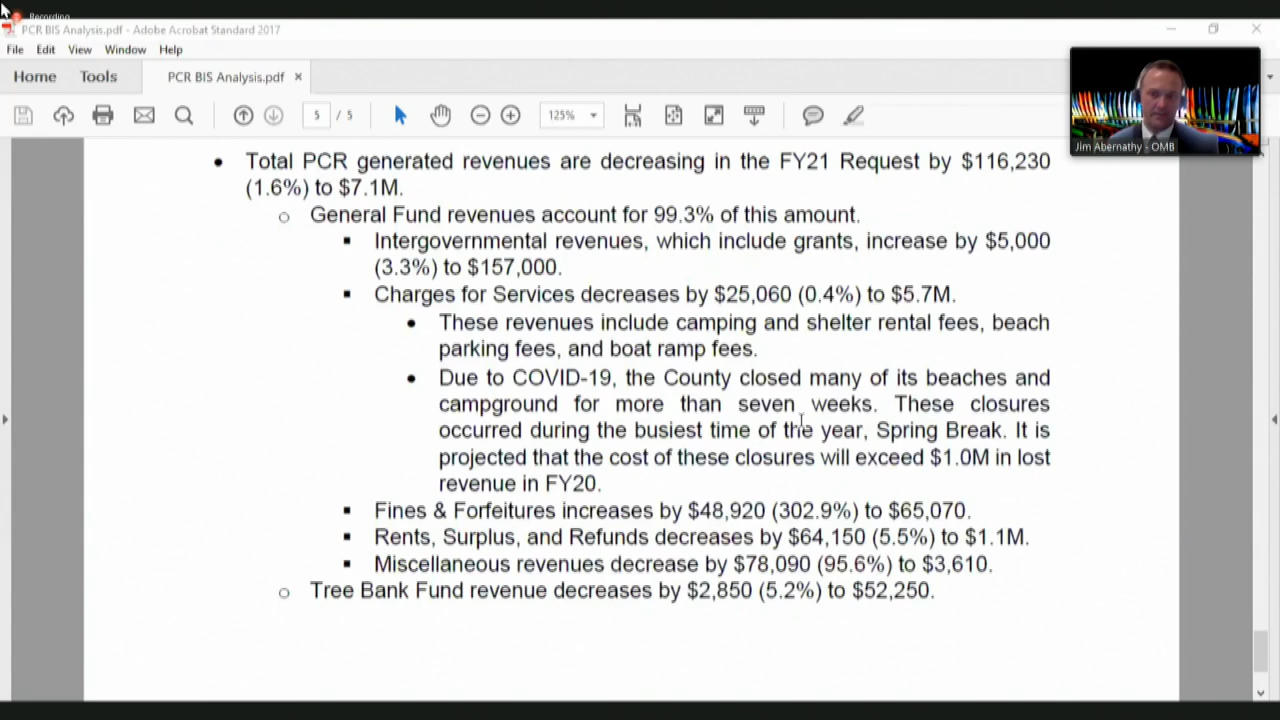 Recording
PCR BIS Analysis.pdf - Adobe Acrobat Standard 2017
File Edit View Window Help
Home Tools PCR BIS Analysis.pdf ×
5 / 5 125%
Jim Abernathy - OMB
• Total PCR generated revenues are decreasing in the FY21 Request by $116,230
(1.6%) to $7.1M.
o General Fund revenues account for 99.3% of this amount.
▪ Intergovernmental revenues, which include grants, increase by $5,000
(3.3%) to $157,000.
▪ Charges for Services decreases by $25,060 (0.4%) to $5.7M.
• These revenues include camping and shelter rental fees, beach
parking fees, and boat ramp fees.
• Due to COVID-19, the County closed many of its beaches and
campground for more than seven weeks. These closures
occurred during the busiest time of the year, Spring Break. It is
projected that the cost of these closures will exceed $1.0M in lost
revenue in FY20.
▪ Fines & Forfeitures increases by $48,920 (302.9%) to $65,070.
▪ Rents, Surplus, and Refunds decreases by $64,150 (5.5%) to $1.1M.
▪ Miscellaneous revenues decrease by $78,090 (95.6%) to $3,610.
o Tree Bank Fund revenue decreases by $2,850 (5.2%) to $52,250.